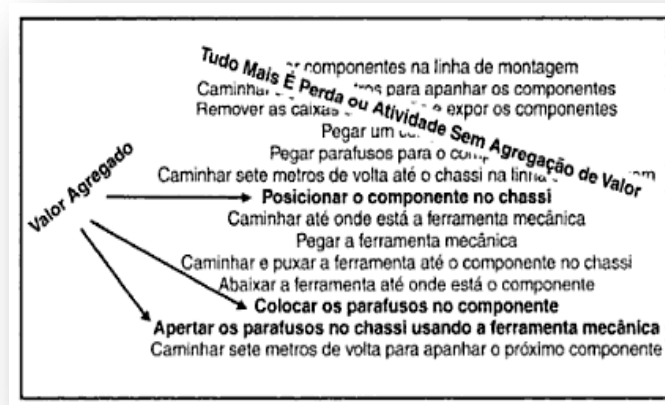 Tudo Mais É Perda ou Atividade Sem Agregação de Valor
componentes na linha de montagem
Caminhar para apanhar os componentes
Remover as caixas e expor os componentes
Pegar um
Pegar parafusos para o
Caminhar sete metros de volta até o chassi na linha
Valor Agregado
Posicionar o componente no chassi
Caminhar até onde está a ferramenta mecânica
Pegar a ferramenta mecânica
Caminhar e puxar a ferramenta até o componente no chassi
Abaixar a ferramenta até onde está o componente
Colocar os parafusos no componente
Apertar os parafusos no chassi usando a ferramenta mecânica
Caminhar sete metros de volta para apanhar o próximo componente